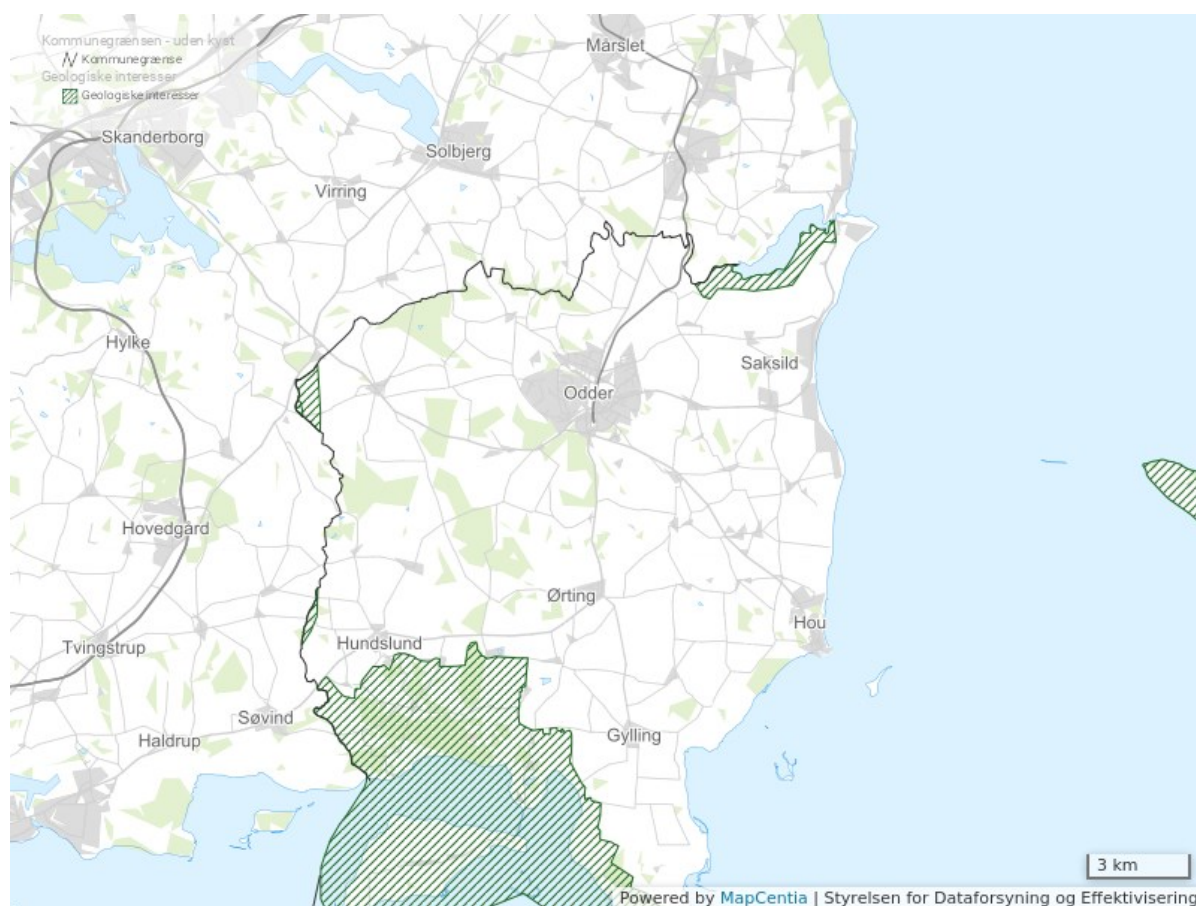 Kommunegrænsen - uden kyst
Kommunegrænse
Geologiske interesser
Geologiske interesser
Mårslet
Skanderborg
Solbjerg
Virring
Hylke
Saksild
Odder
Hovedgård
Ørting
Hou
Tvingstrup
Hundslund
Søvind
Haldrup
Gylling
3 km
Powered by MapCentia | Styrelsen for Dataforsyning og Effektivisering